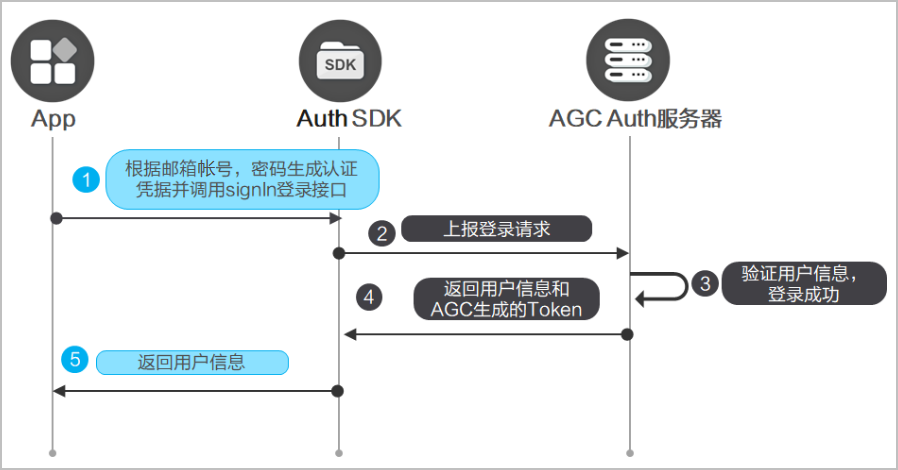 SDK
App
Auth SDK
AGC Auth服务器
1
根据邮箱帐号，密码生成认证
凭据并调用signIn登录接口
2
上报登录请求
3
验证用户信息，
登录成功
4
返回用户信息和
AGC生成的Token
5
返回用户信息